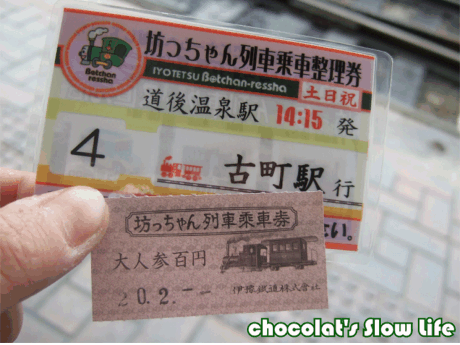 坊っちゃん列車乗車整理券
Botchan
ressha
IYOTETSU Botchan-ressha
土日祝
道後温泉駅 14:15 発
4
古町駅 行
さい。
坊っちゃん列車乗車券
大人参百円
20.2.--
伊豫鉄道株式会社
chocolat's Slow Life